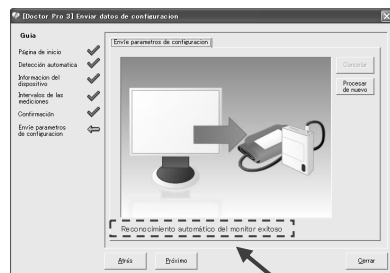 [Doctor Pro 3] Enviar datos de configuracion
Guia
Página de inicio
Detección automatica
Informacion del
dispositivo
Intervalos de las
mediciones
Confirmación
Envíe parametros
de configuracion
Envíe parametros de configuracion
Cancelar
Procesar
de nuevo
Reconocimiento automático del monitor exitoso
Atrás
Próximo
Cerrar